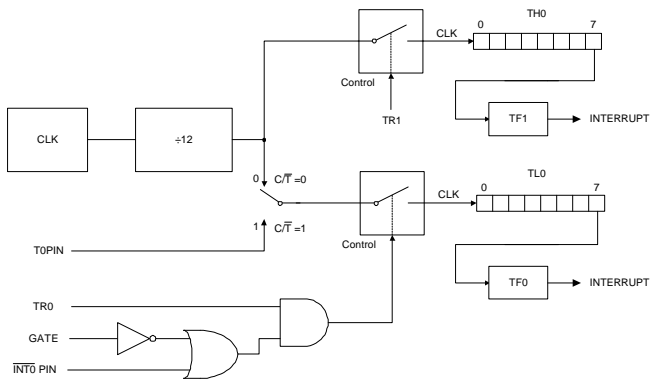 TH0
0 7
CLK
Control
TR1
TF1 INTERRUPT
CLK ÷12
0 C/T̅ =0
TL0
0 7
CLK
1 C/T̅ =1
Control
T0PIN
TF0 INTERRUPT
TR0
GATE
I̅N̅T̅0̅ PIN